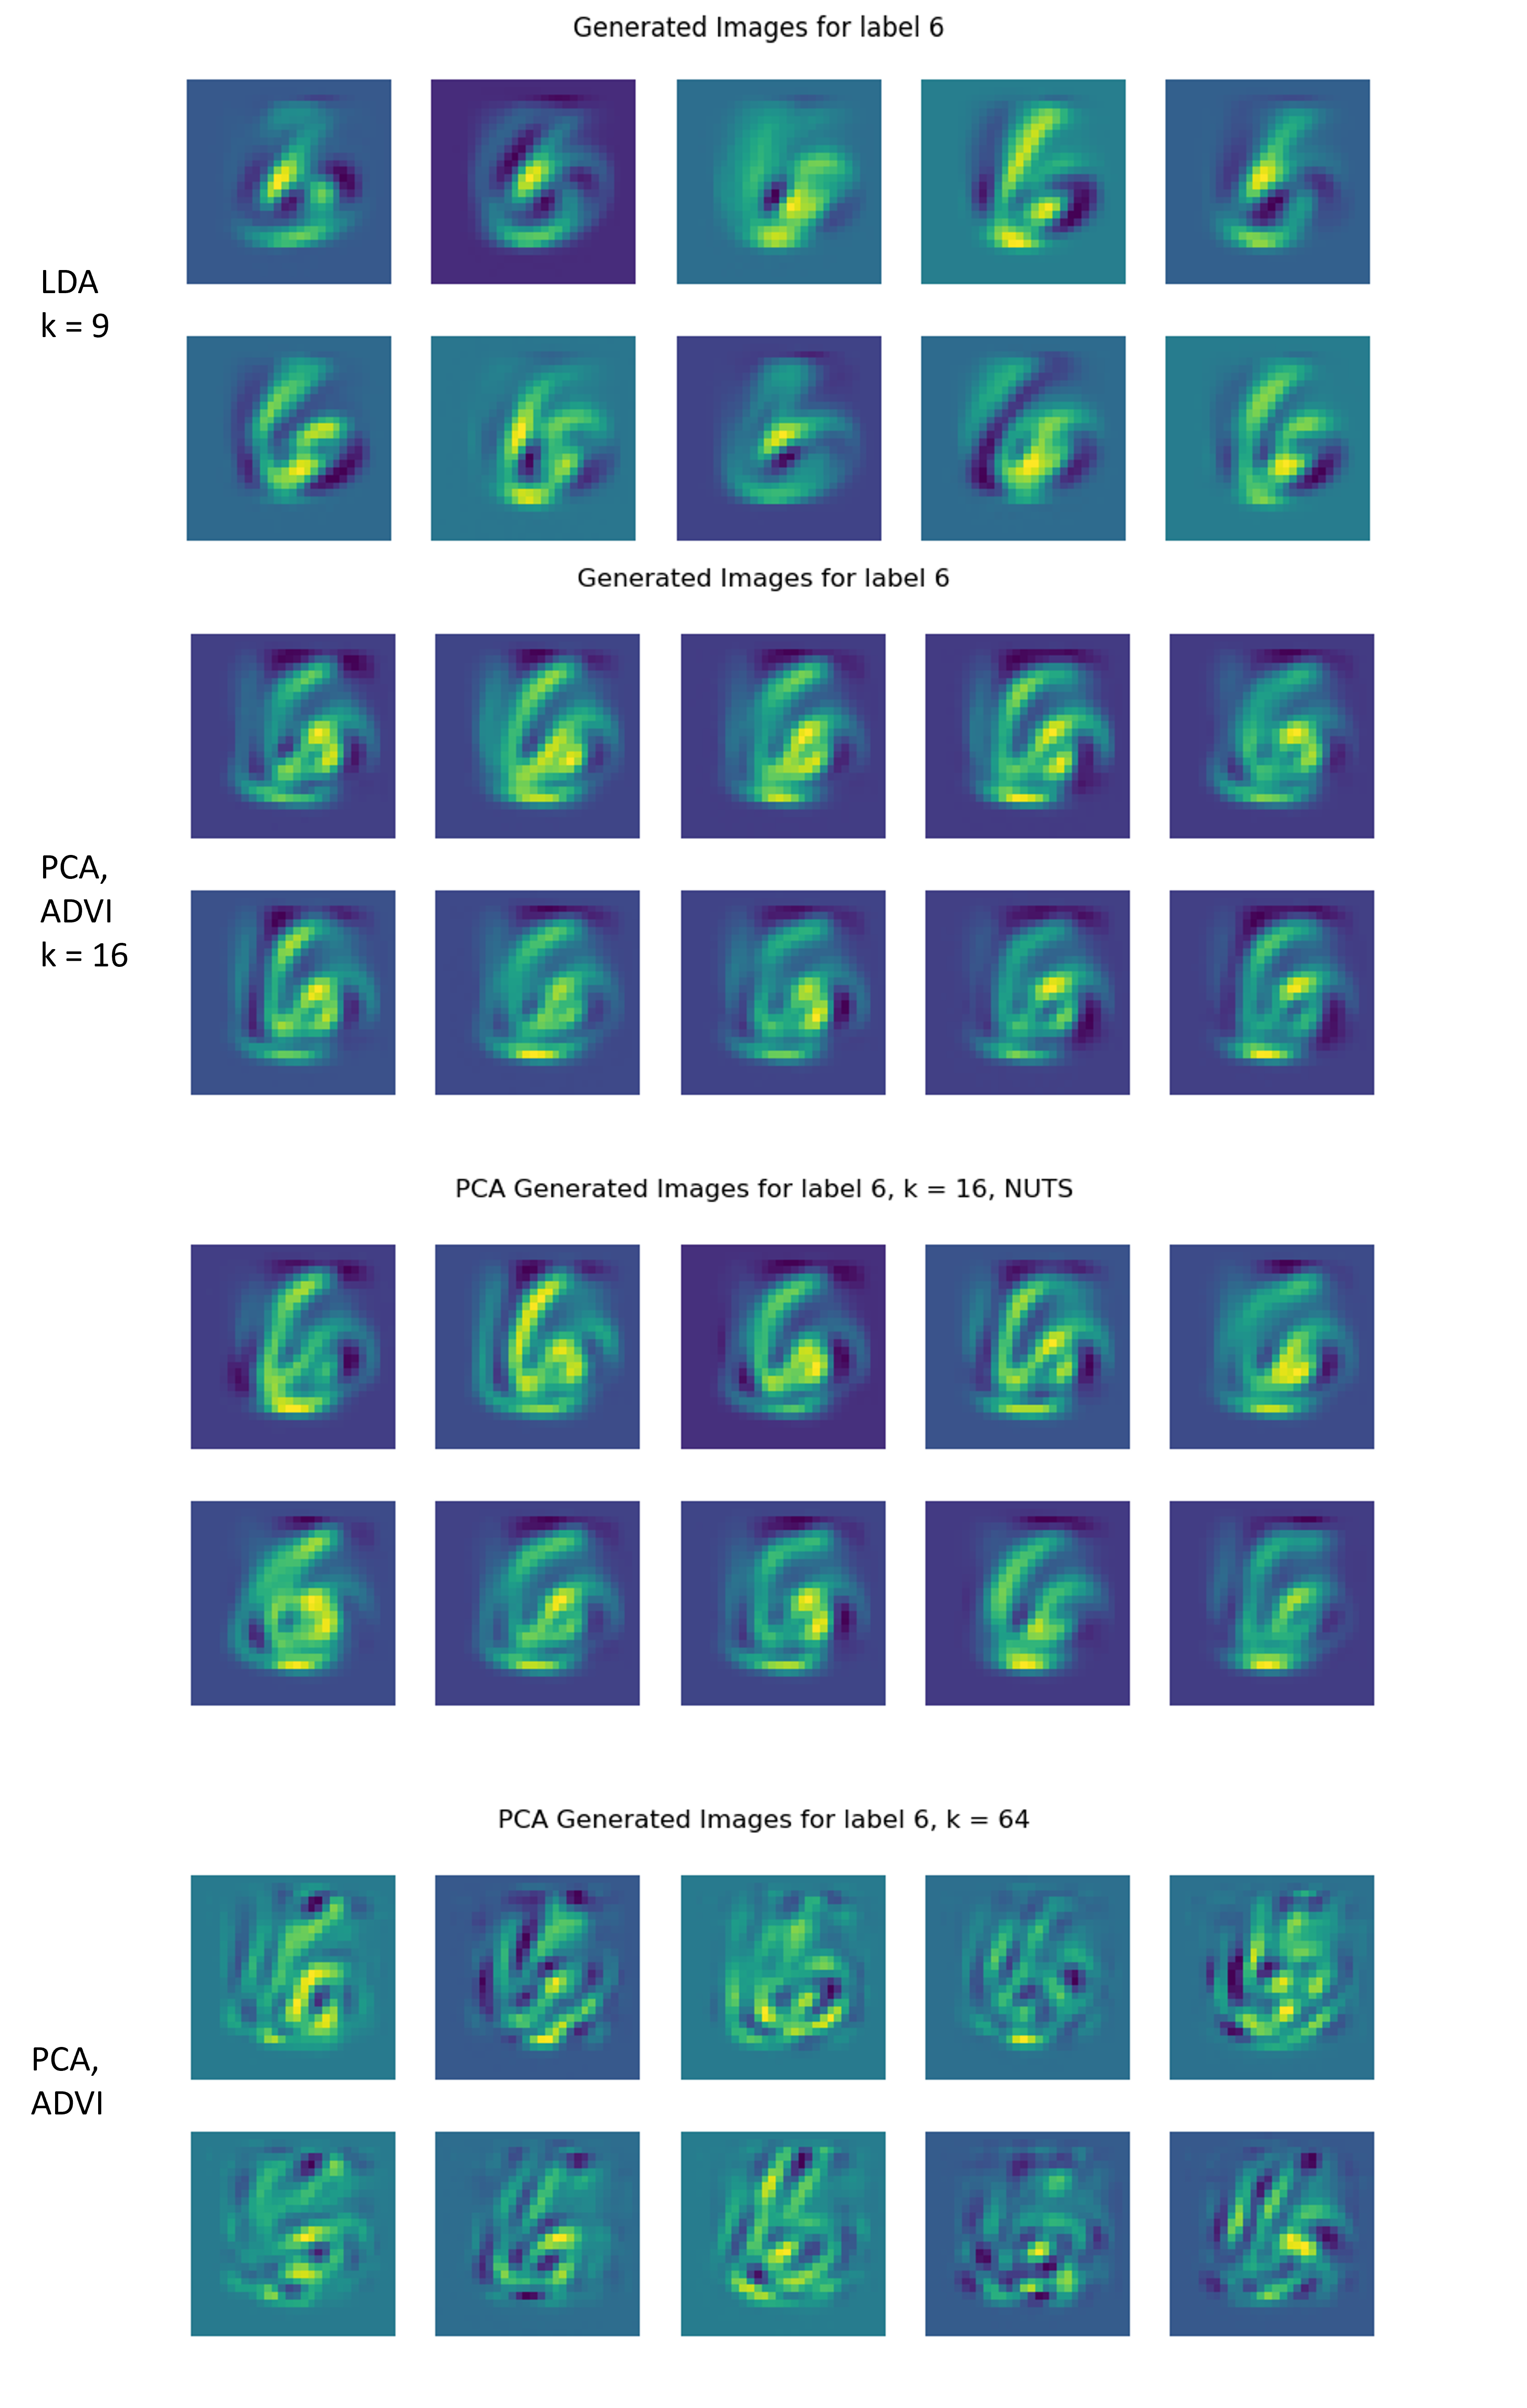 Generated Images for label 6
LDA
k = 9
Generated Images for label 6
PCA,
ADVI
k = 16
PCA Generated Images for label 6, k = 16, NUTS
PCA Generated Images for label 6, k = 64
PCA,
ADVI